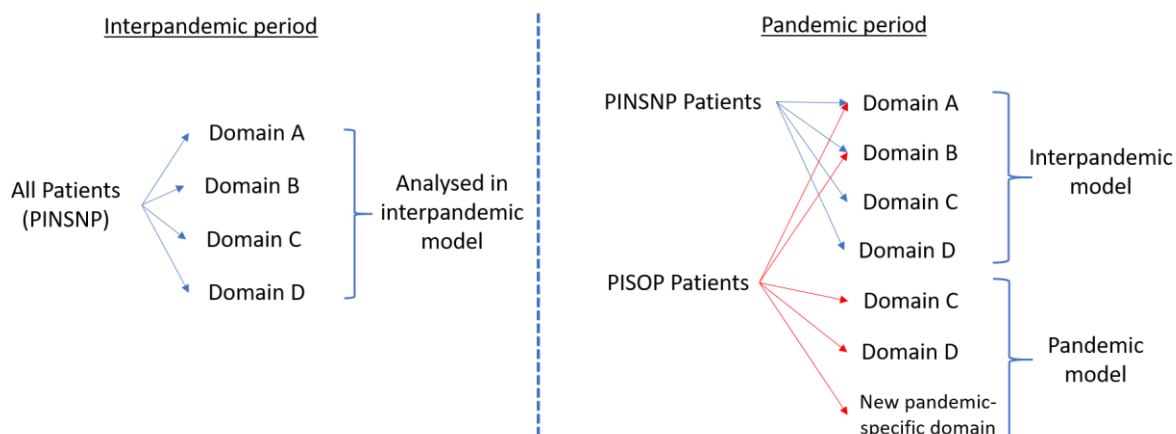 Interpandemic period
All Patients
(PINSNP)
Domain A
Domain B
Domain C
Domain D
Analysed in
interpandemic
model
Pandemic period
PINSNP Patients
PISOP Patients
Domain A
Domain B
Domain C
Domain D
Domain C
Domain D
New pandemic-
specific domain
Interpandemic
model
Pandemic
model